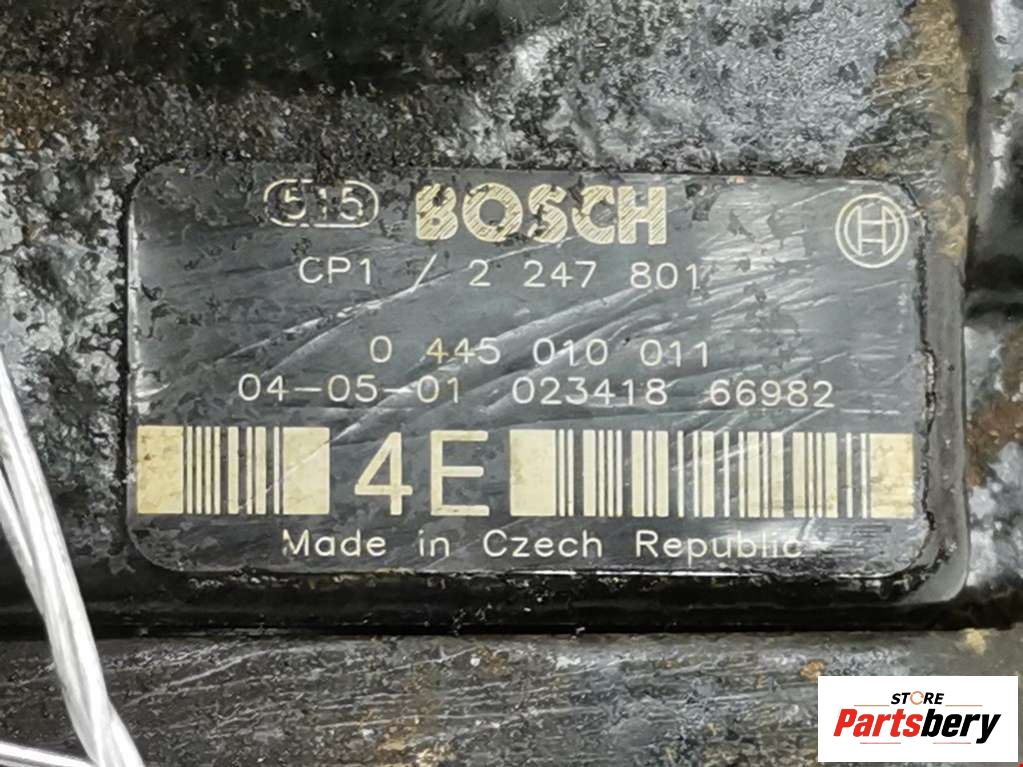 515 BOSCH
CP1 / 2 247 801
0 445 010 011
04-05-01 023418 66982
4E
Made in Czech Republic
STORE
Partsbery